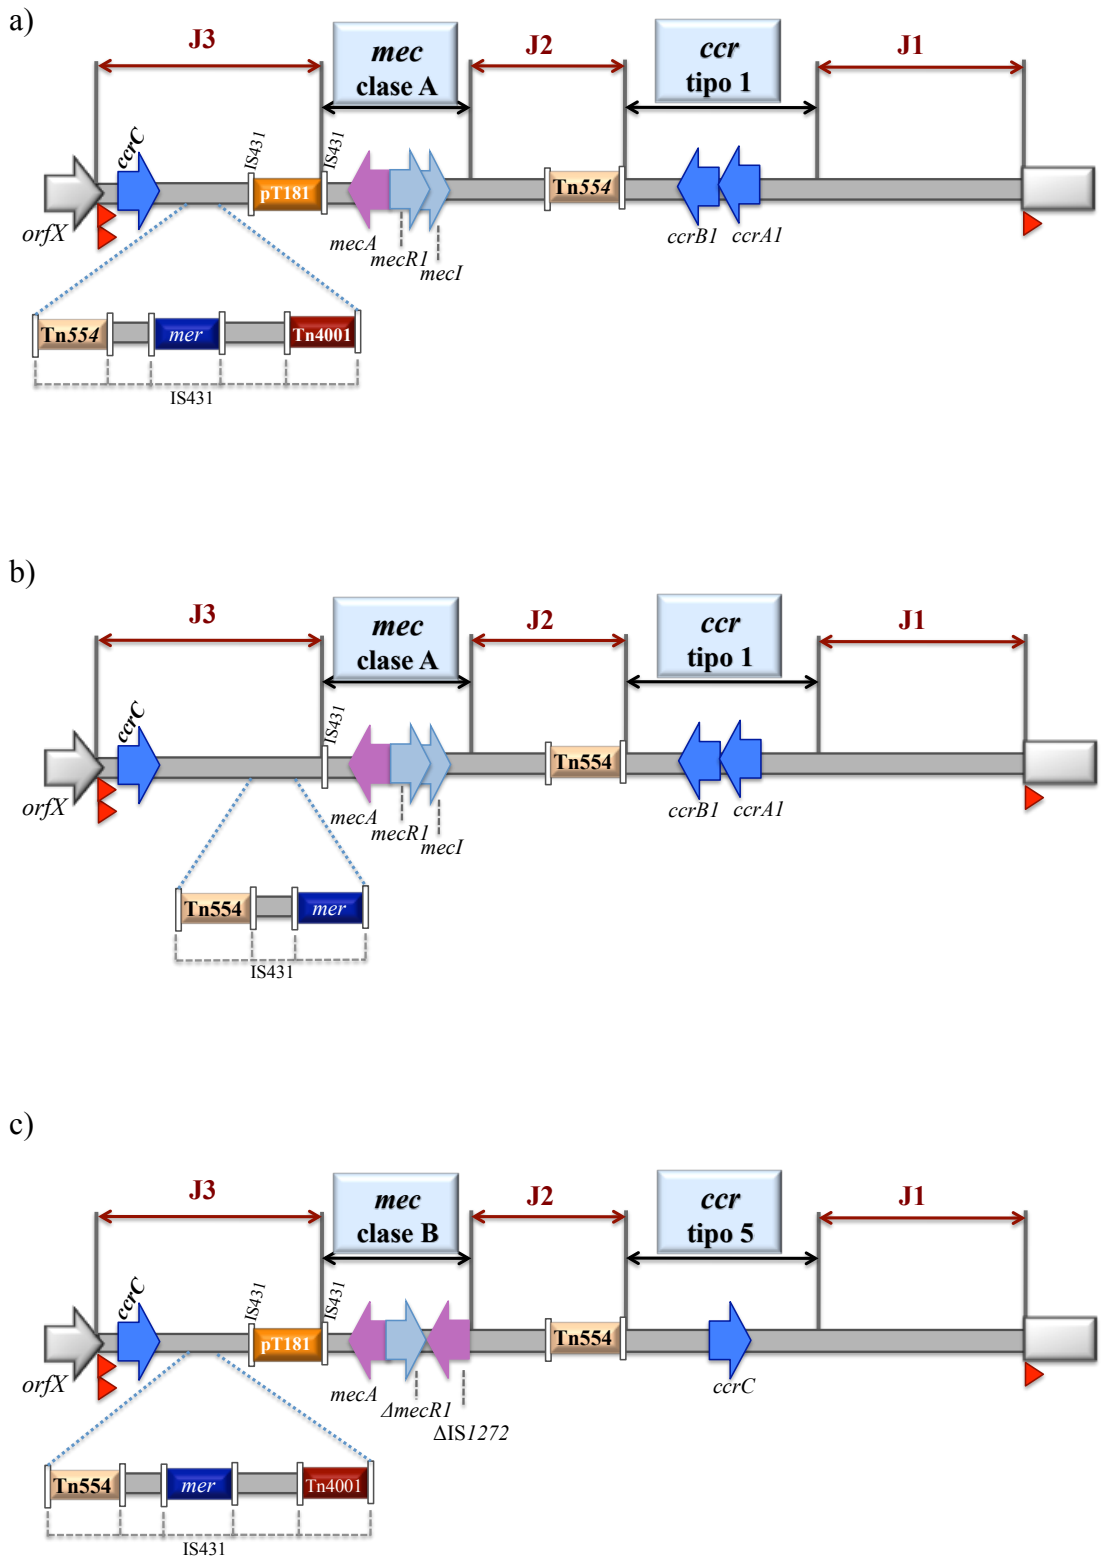 a)
J3
mec
clase A
J2
ccr
tipo 1
J1
ccrC
IS431
IS431
pT181
Tn554
orfX
mecA
mecR1
mecI
ccrB1
ccrA1
Tn554
mer
Tn4001
IS431
b)
J3
mec
clase A
J2
ccr
tipo 1
J1
ccrC
IS431
Tn554
orfX
mecA
mecR1
mecI
ccrB1
ccrA1
Tn554
mer
IS431
c)
J3
mec
clase B
J2
ccr
tipo 5
J1
ccrC
IS431
IS431
pT181
Tn554
orfX
mecA
ΔmecR1
ΔIS1272
ccrC
Tn554
mer
Tn4001
IS431